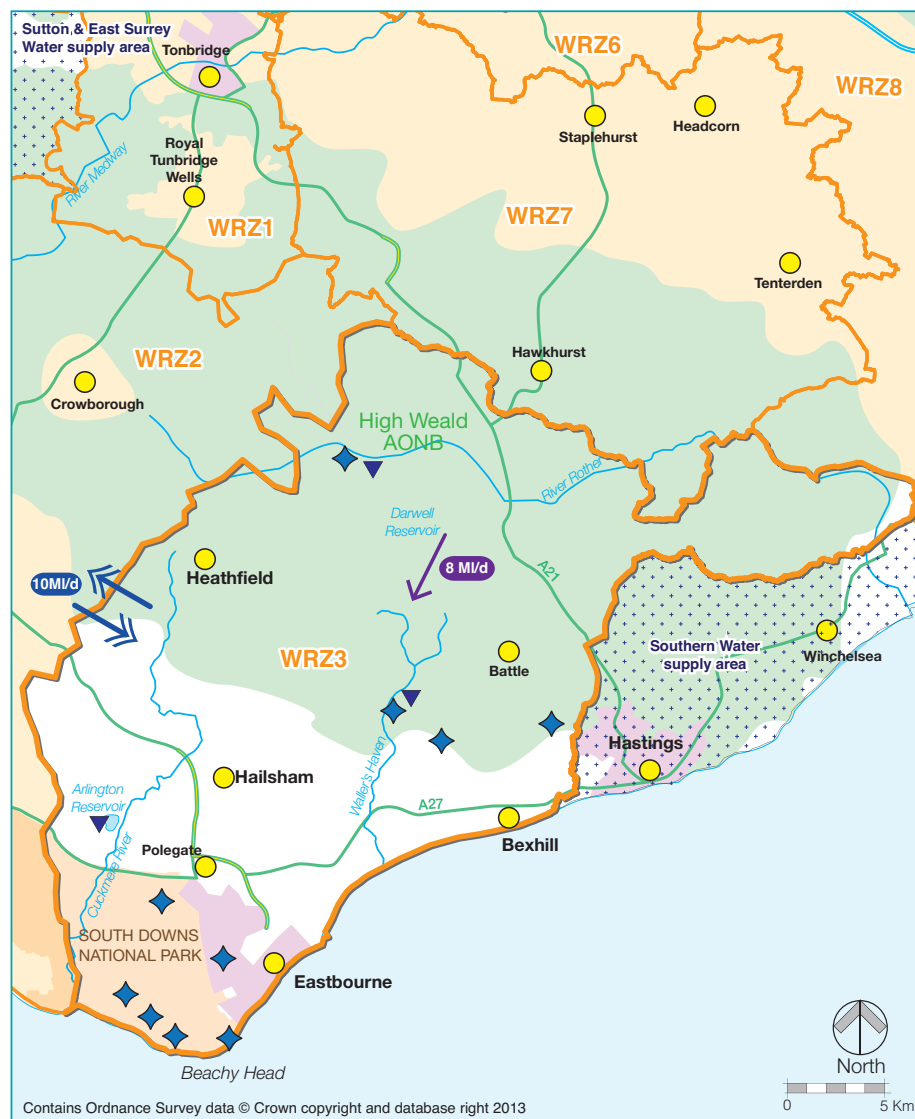 Sutton & East Surrey
Water supply area
Tonbridge
WRZ6
WRZ8
Headcorn
Staplehurst
Royal
Tunbridge
Wells
River Medway
WRZ1
WRZ7
Tenterden
WRZ2
Hawkhurst
Crowborough
High Weald
AONB
River Rother
Darwell
Reservoir
Heathfield
10Ml/d
8 Ml/d
A21
WRZ3
Battle
Southern Water
supply area
Winchelsea
Hastings
Hailsham
Waller's Haven
Arlington
Reservoir
A27
Bexhill
Polegate
Cuckmere River
SOUTH DOWNS
NATIONAL PARK
Eastbourne
Beachy Head
North
0 5 Km
Contains Ordnance Survey data © Crown copyright and database right 2013